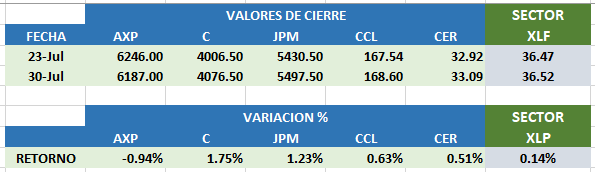 VALORES DE CIERRE SECTOR
FECHA AXP C JPM CCL CER XLF
23-Jul 6246.00 4006.50 5430.50 167.54 32.92 36.47
30-Jul 6187.00 4076.50 5497.50 168.60 33.09 36.52
VARIACION % SECTOR
AXP C JPM CCL CER XLP
RETORNO -0.94% 1.75% 1.23% 0.63% 0.51% 0.14%